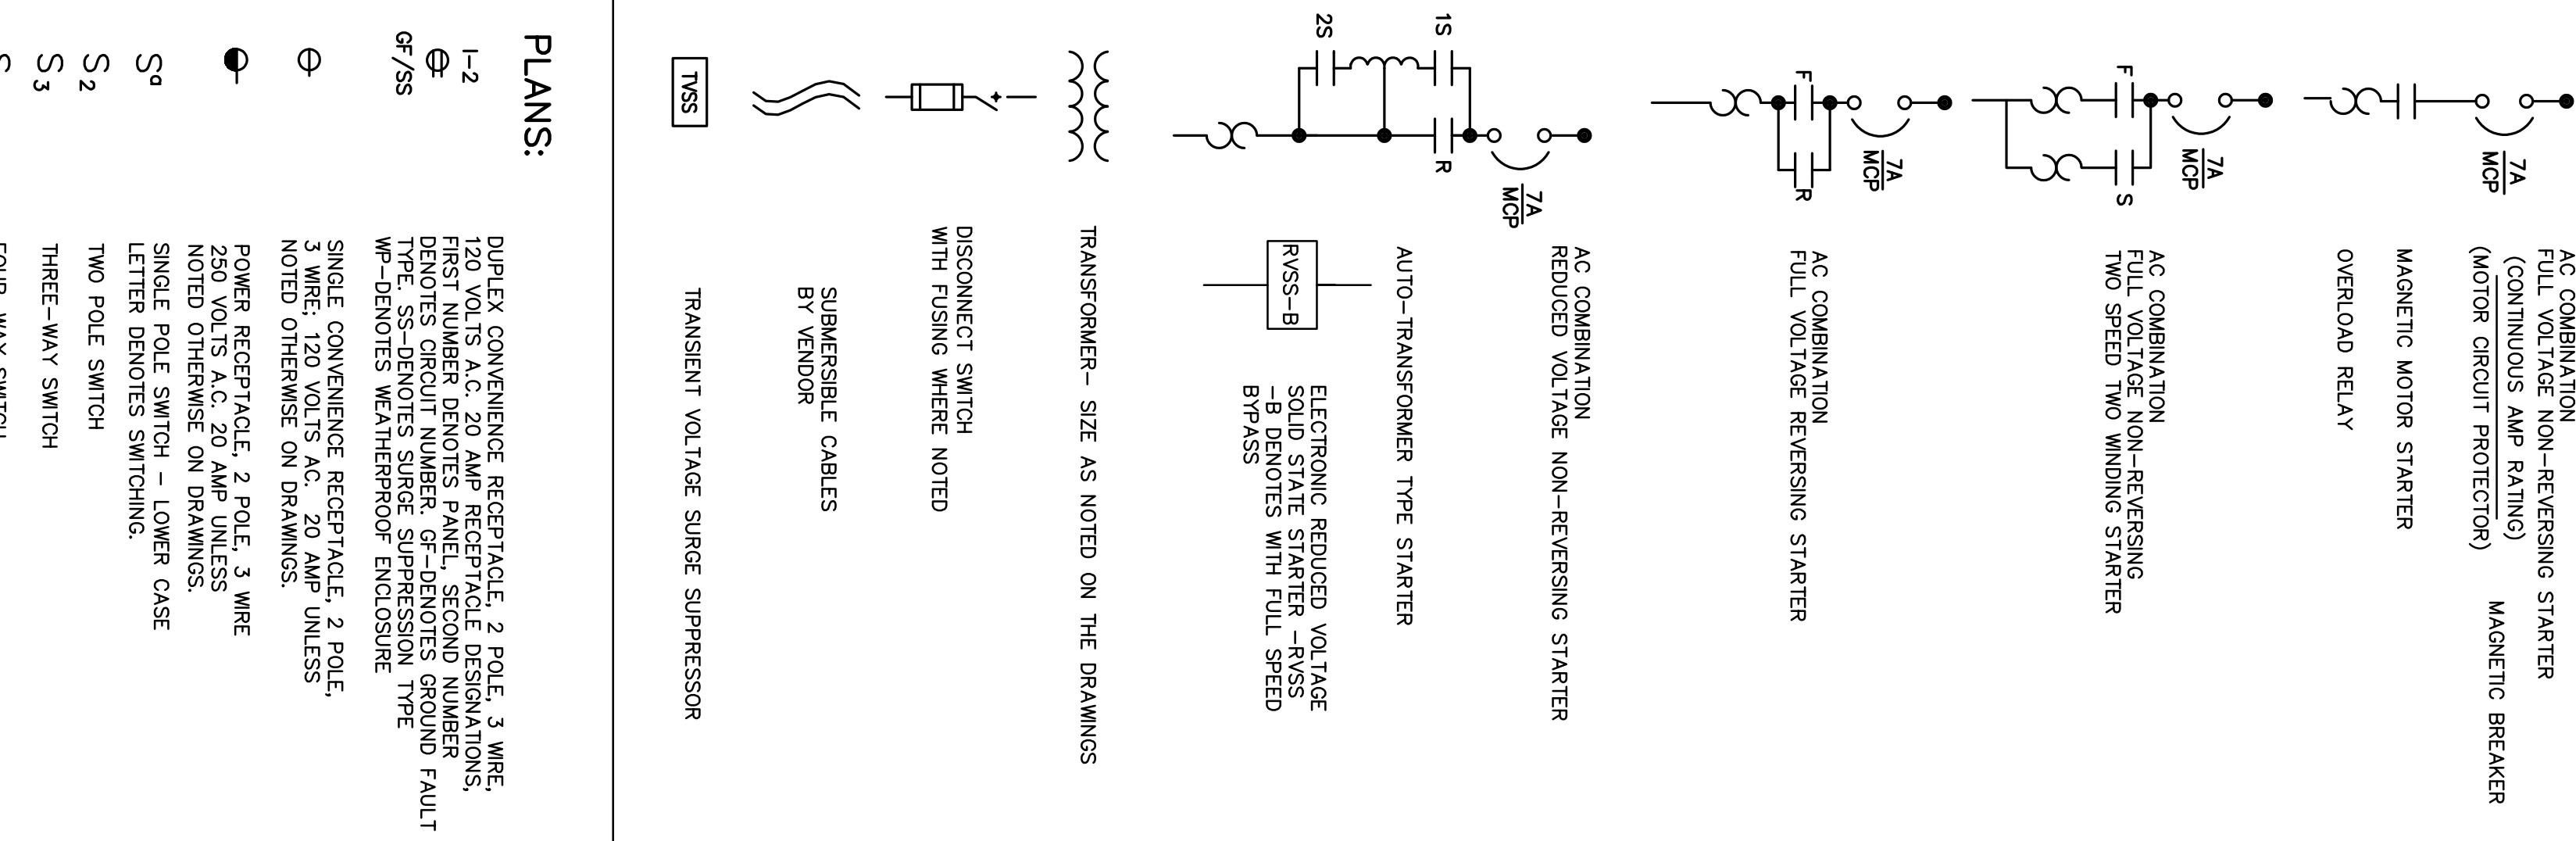 AC COMBINATION
FULL VOLTAGE NON-REVERSING STARTER
7A
MCP
(CONTINUOUS AMP RATING)
(MOTOR CIRCUIT PROTECTOR)
MAGNETIC BREAKER
MAGNETIC MOTOR STARTER
OVERLOAD RELAY
7A
MCP
F
S
AC COMBINATION
FULL VOLTAGE NON-REVERSING
TWO SPEED TWO WINDING STARTER
7A
MCP
F
R
AC COMBINATION
FULL VOLTAGE REVERSING STARTER
7A
MCP
1S
R
2S
AC COMBINATION
REDUCED VOLTAGE NON-REVERSING STARTER
AUTO-TRANSFORMER TYPE STARTER
RVSS-B
ELECTRONIC REDUCED VOLTAGE
SOLID STATE STARTER -RVSS
-B DENOTES WITH FULL SPEED
BYPASS
TRANSFORMER- SIZE AS NOTED ON THE DRAWINGS
DISCONNECT SWITCH
WITH FUSING WHERE NOTED
SUBMERSIBLE CABLES
BY VENDOR
TVSS
TRANSIENT VOLTAGE SURGE SUPPRESSOR
PLANS:
I-2
GF/SS
DUPLEX CONVENIENCE RECEPTACLE, 2 POLE, 3 WIRE,
120 VOLTS A.C. 20 AMP RECEPTACLE DESIGNATIONS,
FIRST NUMBER DENOTES PANEL, SECOND NUMBER
DENOTES CIRCUIT NUMBER. GF-DENOTES GROUND FAULT
TYPE. SS-DENOTES SURGE SUPPRESSION TYPE
WP-DENOTES WEATHERPROOF ENCLOSURE
SINGLE CONVENIENCE RECEPTACLE, 2 POLE,
3 WIRE; 120 VOLTS AC. 20 AMP UNLESS
NOTED OTHERWISE ON DRAWINGS.
POWER RECEPTACLE, 2 POLE, 3 WIRE
250 VOLTS A.C. 20 AMP UNLESS
NOTED OTHERWISE ON DRAWINGS.
Sa
SINGLE POLE SWITCH - LOWER CASE
LETTER DENOTES SWITCHING.
S2
TWO POLE SWITCH
S3
THREE-WAY SWITCH
S
FOUR WAY SWITCH